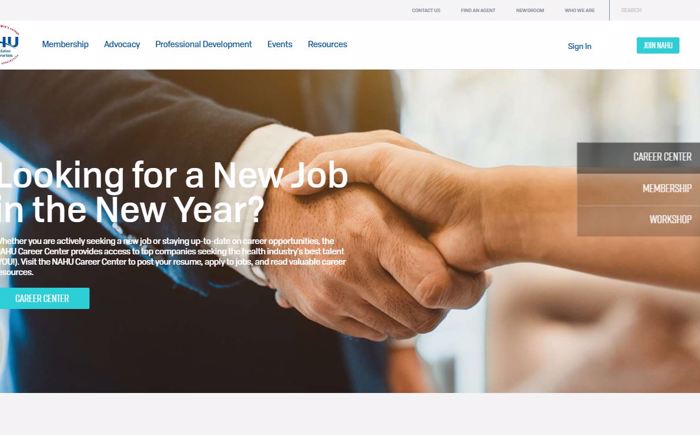 CONTACT US
FIND AN AGENT
NEWSROOM
WHO WE ARE
SEARCH
Membership
Advocacy
Professional Development
Events
Resources
Sign In
JOIN NAHU
Looking for a New Job
in the New Year?
Whether you are actively seeking a new job or staying up-to-date on career opportunities, the
NAHU Career Center provides access to top companies seeking the health industry's best talent
(YOU!). Visit the NAHU Career Center to post your resume, apply to jobs, and read valuable career
resources.
CAREER CENTER
CAREER CENTER
MEMBERSHIP
WORKSHOP